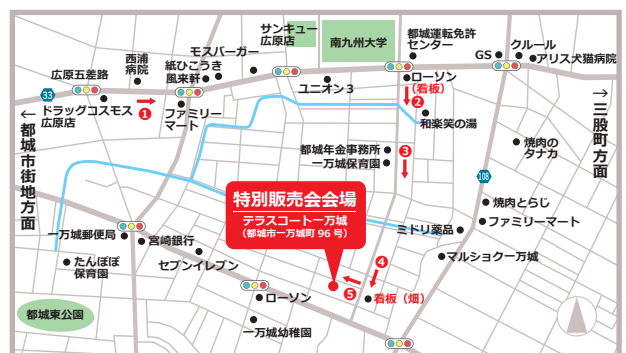 サンキュー
広原店
南九州大学
都城運転免許
センター
クルール
GS
アリス犬猫病院
モスバーガー
紙ひこうき
風来軒
西浦
病院
広原五差路
33
ドラッグコスモス
広原店
❶
ファミリー
マート
ユニオン3
ローソン
(看板)
❷
和楽笑の湯
→三股町方面
←都城市街地方面
都城年金事務所
一万城保育園
❸
焼肉の
タナカ
108
焼肉とらじ
ファミリーマート
特別販売会会場
テラスコート一万城
(都城市一万城町96号)
ミドリ薬品
マルショク一万城
一万城郵便局
宮崎銀行
セブンイレブン
たんぽぽ
保育園
❹
❺
看板(畑)
ローソン
一万城幼稚園
都城東公園